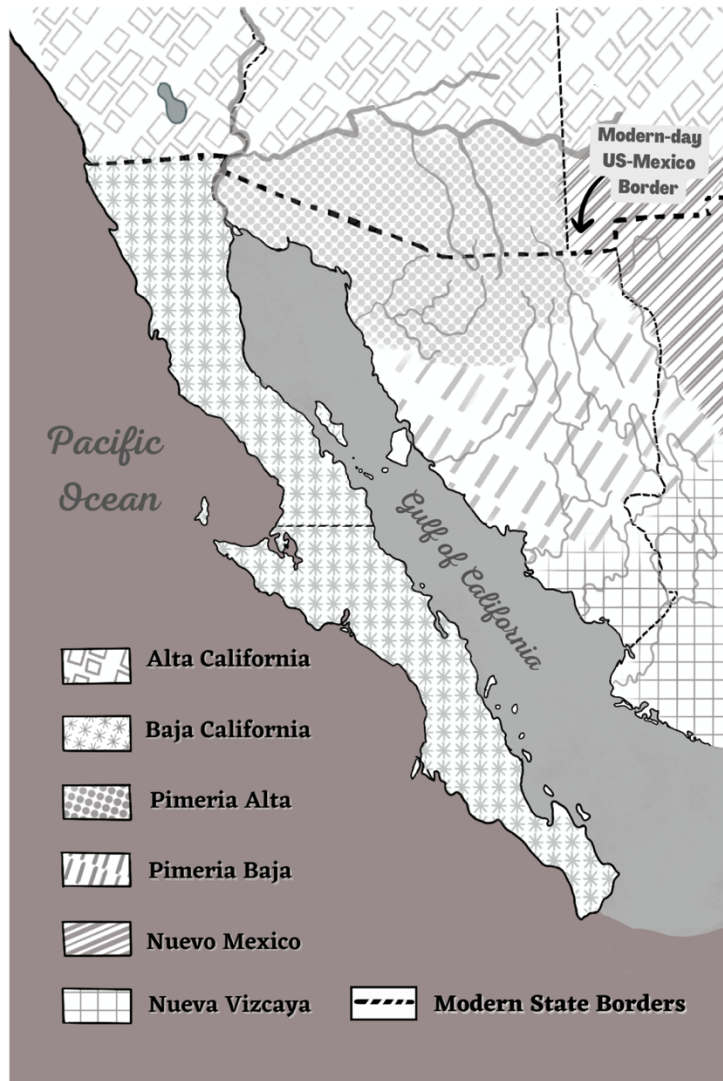 Modern-day
US-Mexico
Border
Pacific
Ocean
Gulf of California
Alta California
Baja California
Pimeria Alta
Pimeria Baja
Nuevo Mexico
Nueva Vizcaya
Modern State Borders